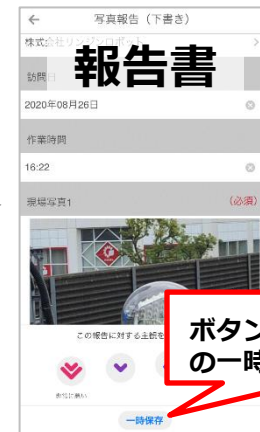 写真報告（下書き）
株式会社リンジンロボット
報告書
訪問日
2020年08月26日
作業時間
16:22
現場写真1
(必須)
この報告に対する主観を
ボタン
の一時
一時保存